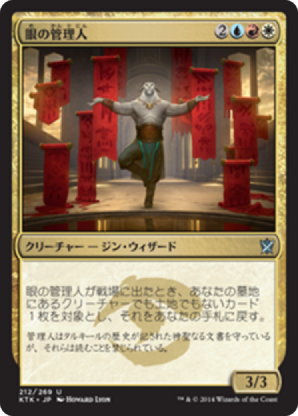 眼の管理人 2
クリーチャー ― ジン・ウィザード
眼の管理人が戦場に出たとき、あなたの墓地
にあるクリーチャーでも土地でもないカード
1枚を対象とし、それをあなたの手札に戻す。
管理人はタルキールの歴史が記された神聖なる文書を守っている
が、それらは読むことを禁じられている。
3/3
212/269 U
KTK • JP HOWARD LYON
™ & © 2014 Wizards of the Coast